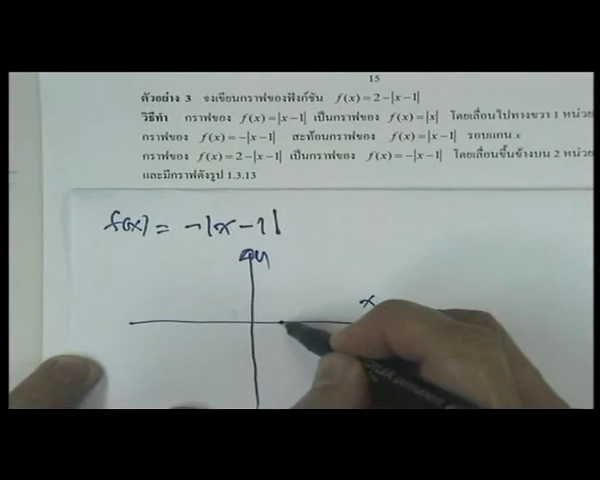 15
ตัวอย่าง 3 จงเขียนกราฟของฟังก์ชัน f(x) = 2 − |x − 1|
วิธีทำ กราฟของ f(x) = |x − 1| เป็นกราฟของ f(x) = |x| โดยเลื่อนไปทางขวา 1 หน่วย
กราฟของ f(x) = −|x − 1| สะท้อนกราฟของ f(x) = |x − 1| รอบแกน x
กราฟของ f(x) = 2 − |x − 1| เป็นกราฟของ f(x) = −|x − 1| โดยเลื่อนขึ้นข้างบน 2 หน่วย
และมีกราฟดังรูป 1.3.13
f(x) = −|x − 1|
y
x